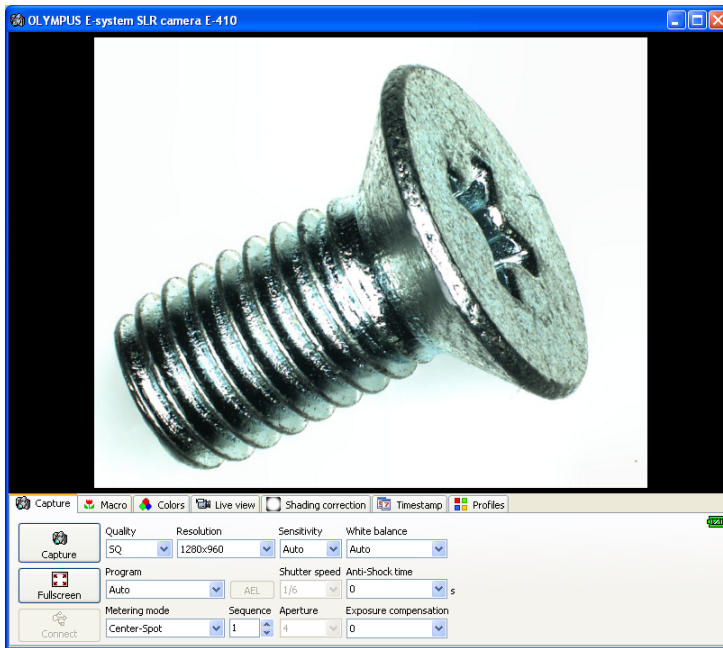 OLYMPUS E-system SLR camera E-410
Capture Macro Colors Live view Shading correction Timestamp Profiles
Quality Resolution Sensitivity White balance
Capture SQ 1280x960 Auto Auto
Program Shutter speed Anti-Shock time
Fullscreen Auto AEL 1/6 0 s
Metering mode Sequence Aperture Exposure compensation
Connect Center-Spot 1 4 0